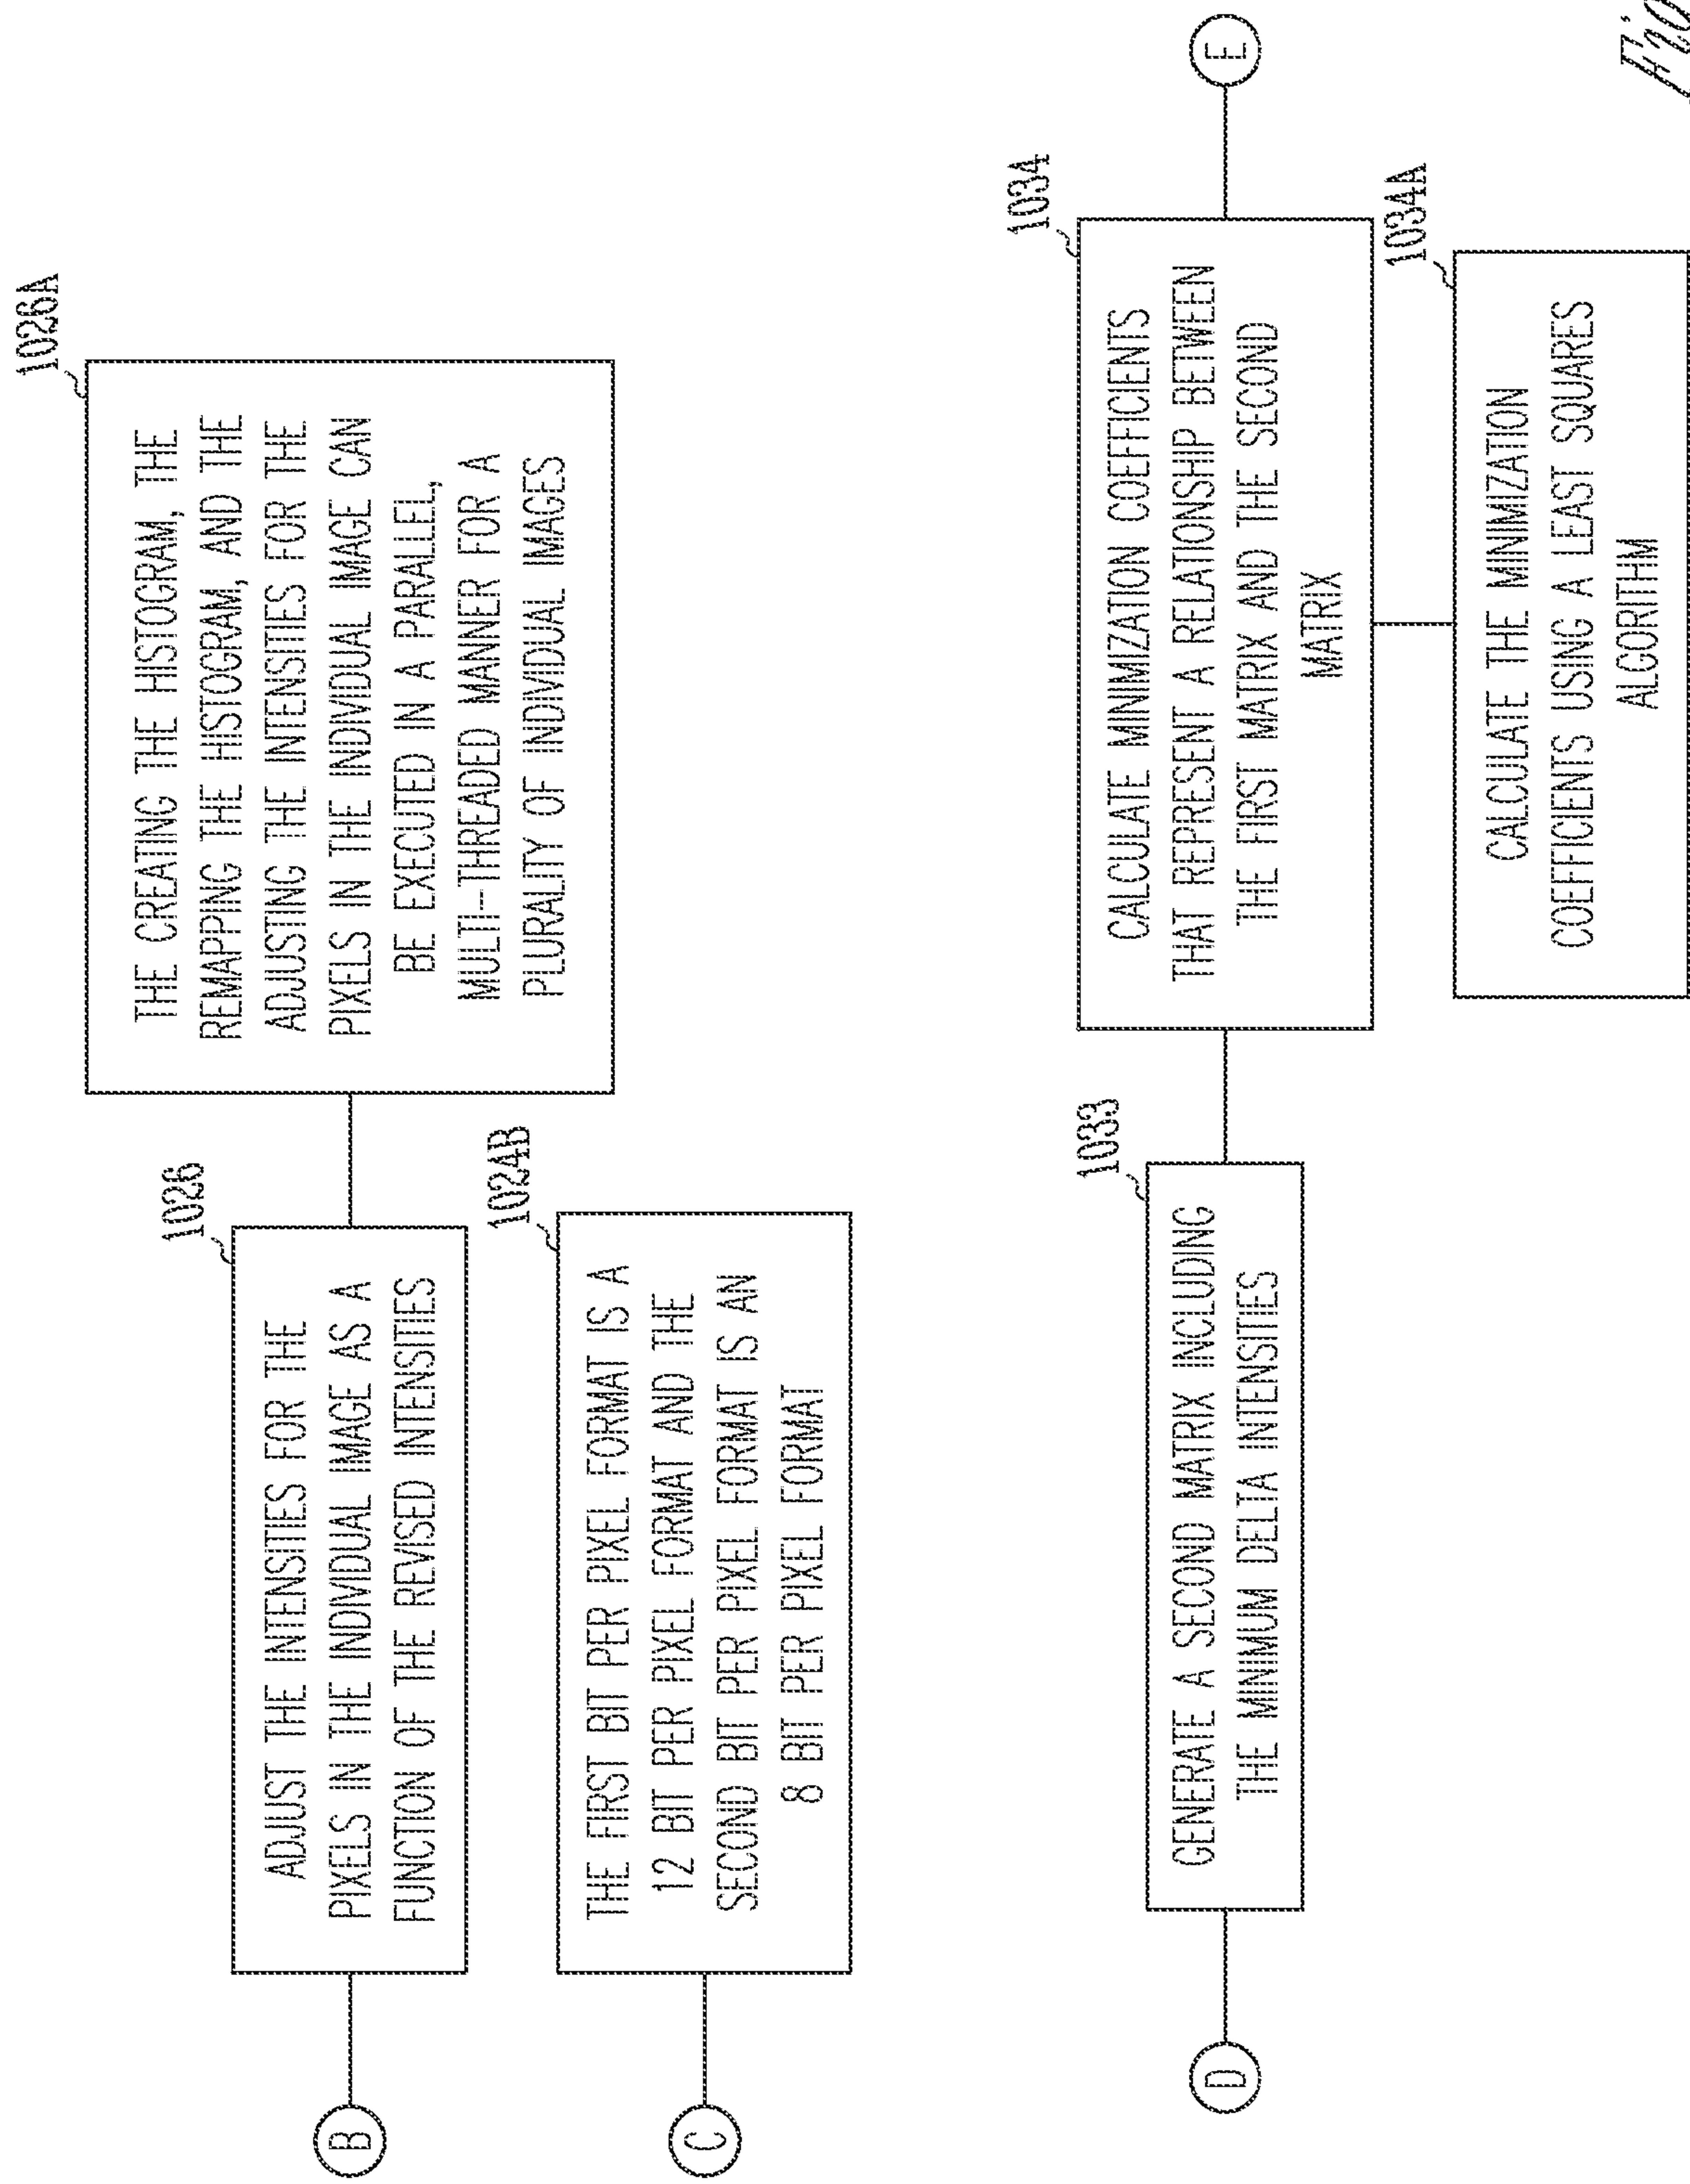 B
ADJUST THE INTENSITIES FOR THE
PIXELS IN THE INDIVIDUAL IMAGE AS A
FUNCTION OF THE REVISED INTENSITIES
1026
THE CREATING THE HISTOGRAM, THE
REMAPPING THE HISTOGRAM, AND THE
ADJUSTING THE INTENSITIES FOR THE
PIXELS IN THE INDIVIDUAL IMAGE CAN
BE EXECUTED IN A PARALLEL,
MULTI-THREADED MANNER FOR A
PLURALITY OF INDIVIDUAL IMAGES
1026A
C
THE FIRST BIT PER PIXEL FORMAT IS A
12 BIT PER PIXEL FORMAT AND THE
SECOND BIT PER PIXEL FORMAT IS AN
8 BIT PER PIXEL FORMAT
1024B
D
GENERATE A SECOND MATRIX INCLUDING
THE MINIMUM DELTA INTENSITIES
1033
CALCULATE MINIMIZATION COEFFICIENTS
THAT REPRESENT A RELATIONSHIP BETWEEN
THE FIRST MATRIX AND THE SECOND
MATRIX
1034
E
CALCULATE THE MINIMIZATION
COEFFICIENTS USING A LEAST SQUARES
ALGORITHM
1034A